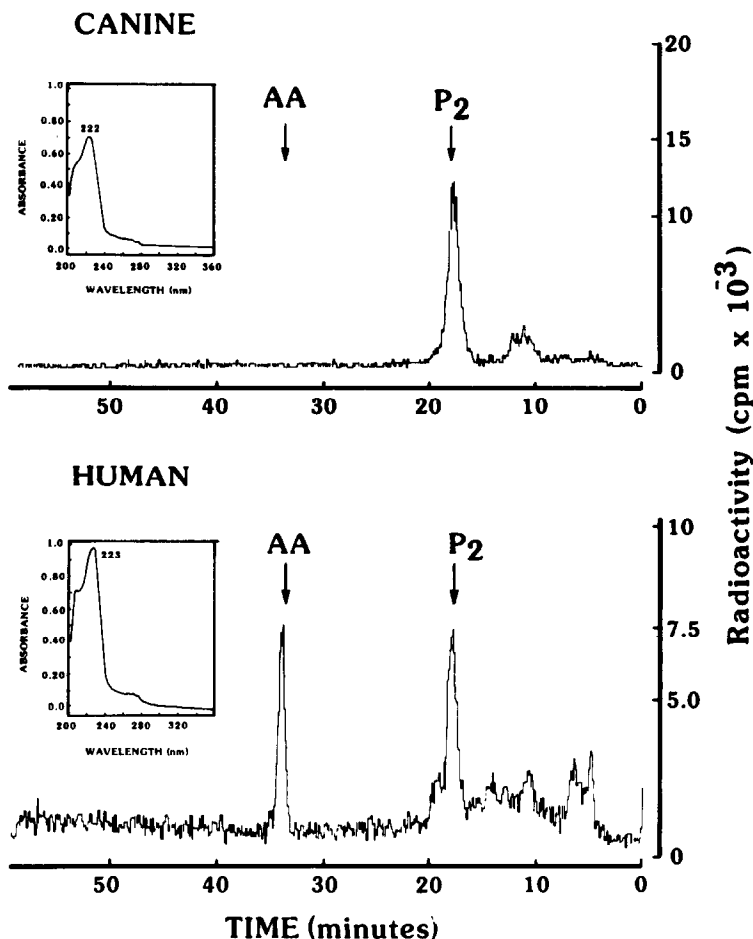 CANINE
AA
P2
222
1.0
0.80
0.60
0.40
0.20
0.0
ABSORBANCE
200 240 280 320 360
WAVELENGTH (nm)
20
15
10
0
50 40 30 20 10 0
HUMAN
AA
P2
223
1.0
0.80
0.60
0.40
0.20
0.0
ABSORBANCE
200 240 280 320
WAVELENGTH (nm)
10
7.5
5.0
0
50 40 30 20 10 0
TIME (minutes)
Radioactivity (cpm x 10-3)